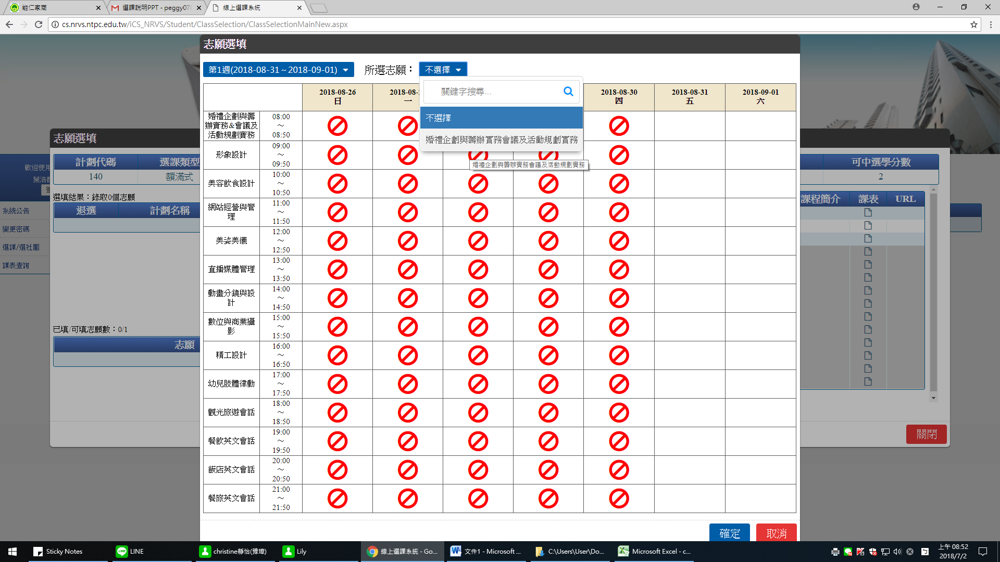 能仁家商
選課說明PPT - peggy070
線上選課系統
cs.nrvs.ntpc.edu.tw/iCS_NRVS/Student/ClassSelection/ClassSelectionMainNew.aspx
志願選填
第1週(2018-08-31～2018-09-01)
所選志願：
不選擇
關鍵字搜尋...
不選擇
婚禮企劃與籌辦實務會議及活動規劃實務
婚禮企劃與籌辦實務會議及活動規劃實務
2018-08-26
日
2018-08-
一
2018-08-30
四
2018-08-31
五
2018-09-01
六
婚禮企劃與籌
辦實務&會議及
活動規劃實務
08:00
～
08:50
形象設計
09:00
～
09:50
美容飲食設計
10:00
～
10:50
網站經營與管
理
11:00
～
11:50
美姿美儀
12:00
～
12:50
直播媒體管理
13:00
～
13:50
動畫分鏡與設
計
14:00
～
14:50
數位與商業攝
影
15:00
～
15:50
精工設計
16:00
～
16:50
幼兒肢體律動
17:00
～
17:50
觀光旅遊會話
18:00
～
18:50
餐飲英文會話
19:00
～
19:50
飯店英文會話
20:00
～
20:50
餐旅英文會話
21:00
～
21:50
確定
取消
歡迎使用
葉浩
系統公告
變更密碼
選課/選社團
課表查詢
志願選填
計劃代碼
選課類型
140
額滿式
選填結果：錄取0個志願
退選
計劃名稱
已填/可填志願數：0/1
志願
可中選學分數
2
課程簡介
課表
URL
關閉
Sticky Notes
LINE
christine靜怡(豫璋)
Lily
線上選課系統 - Go...
文件1 - Microsoft ...
C:\Users\User\Do...
Microsoft Excel - c...
上午 08:52
2018/7/2